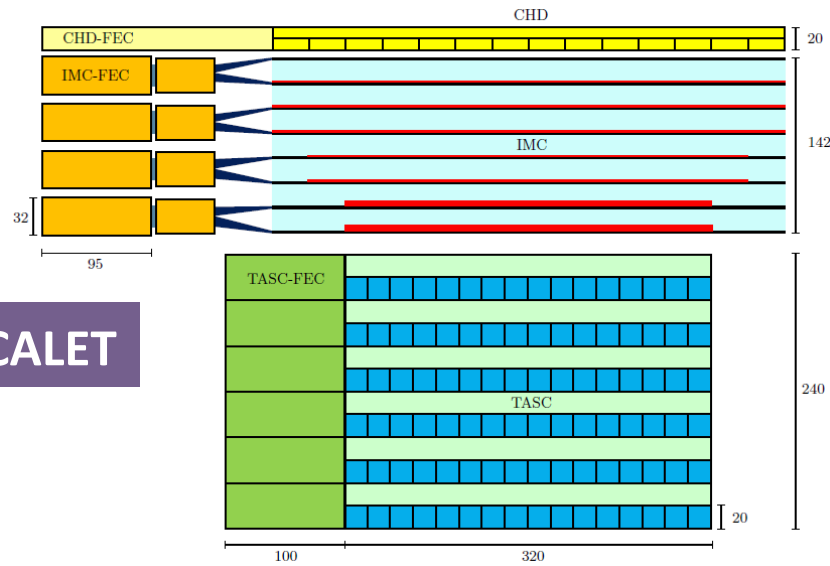 CHD
CHD-FEC
20
IMC-FEC
IMC
142
32
95
TASC-FEC
CALET
240
TASC
20
100
320